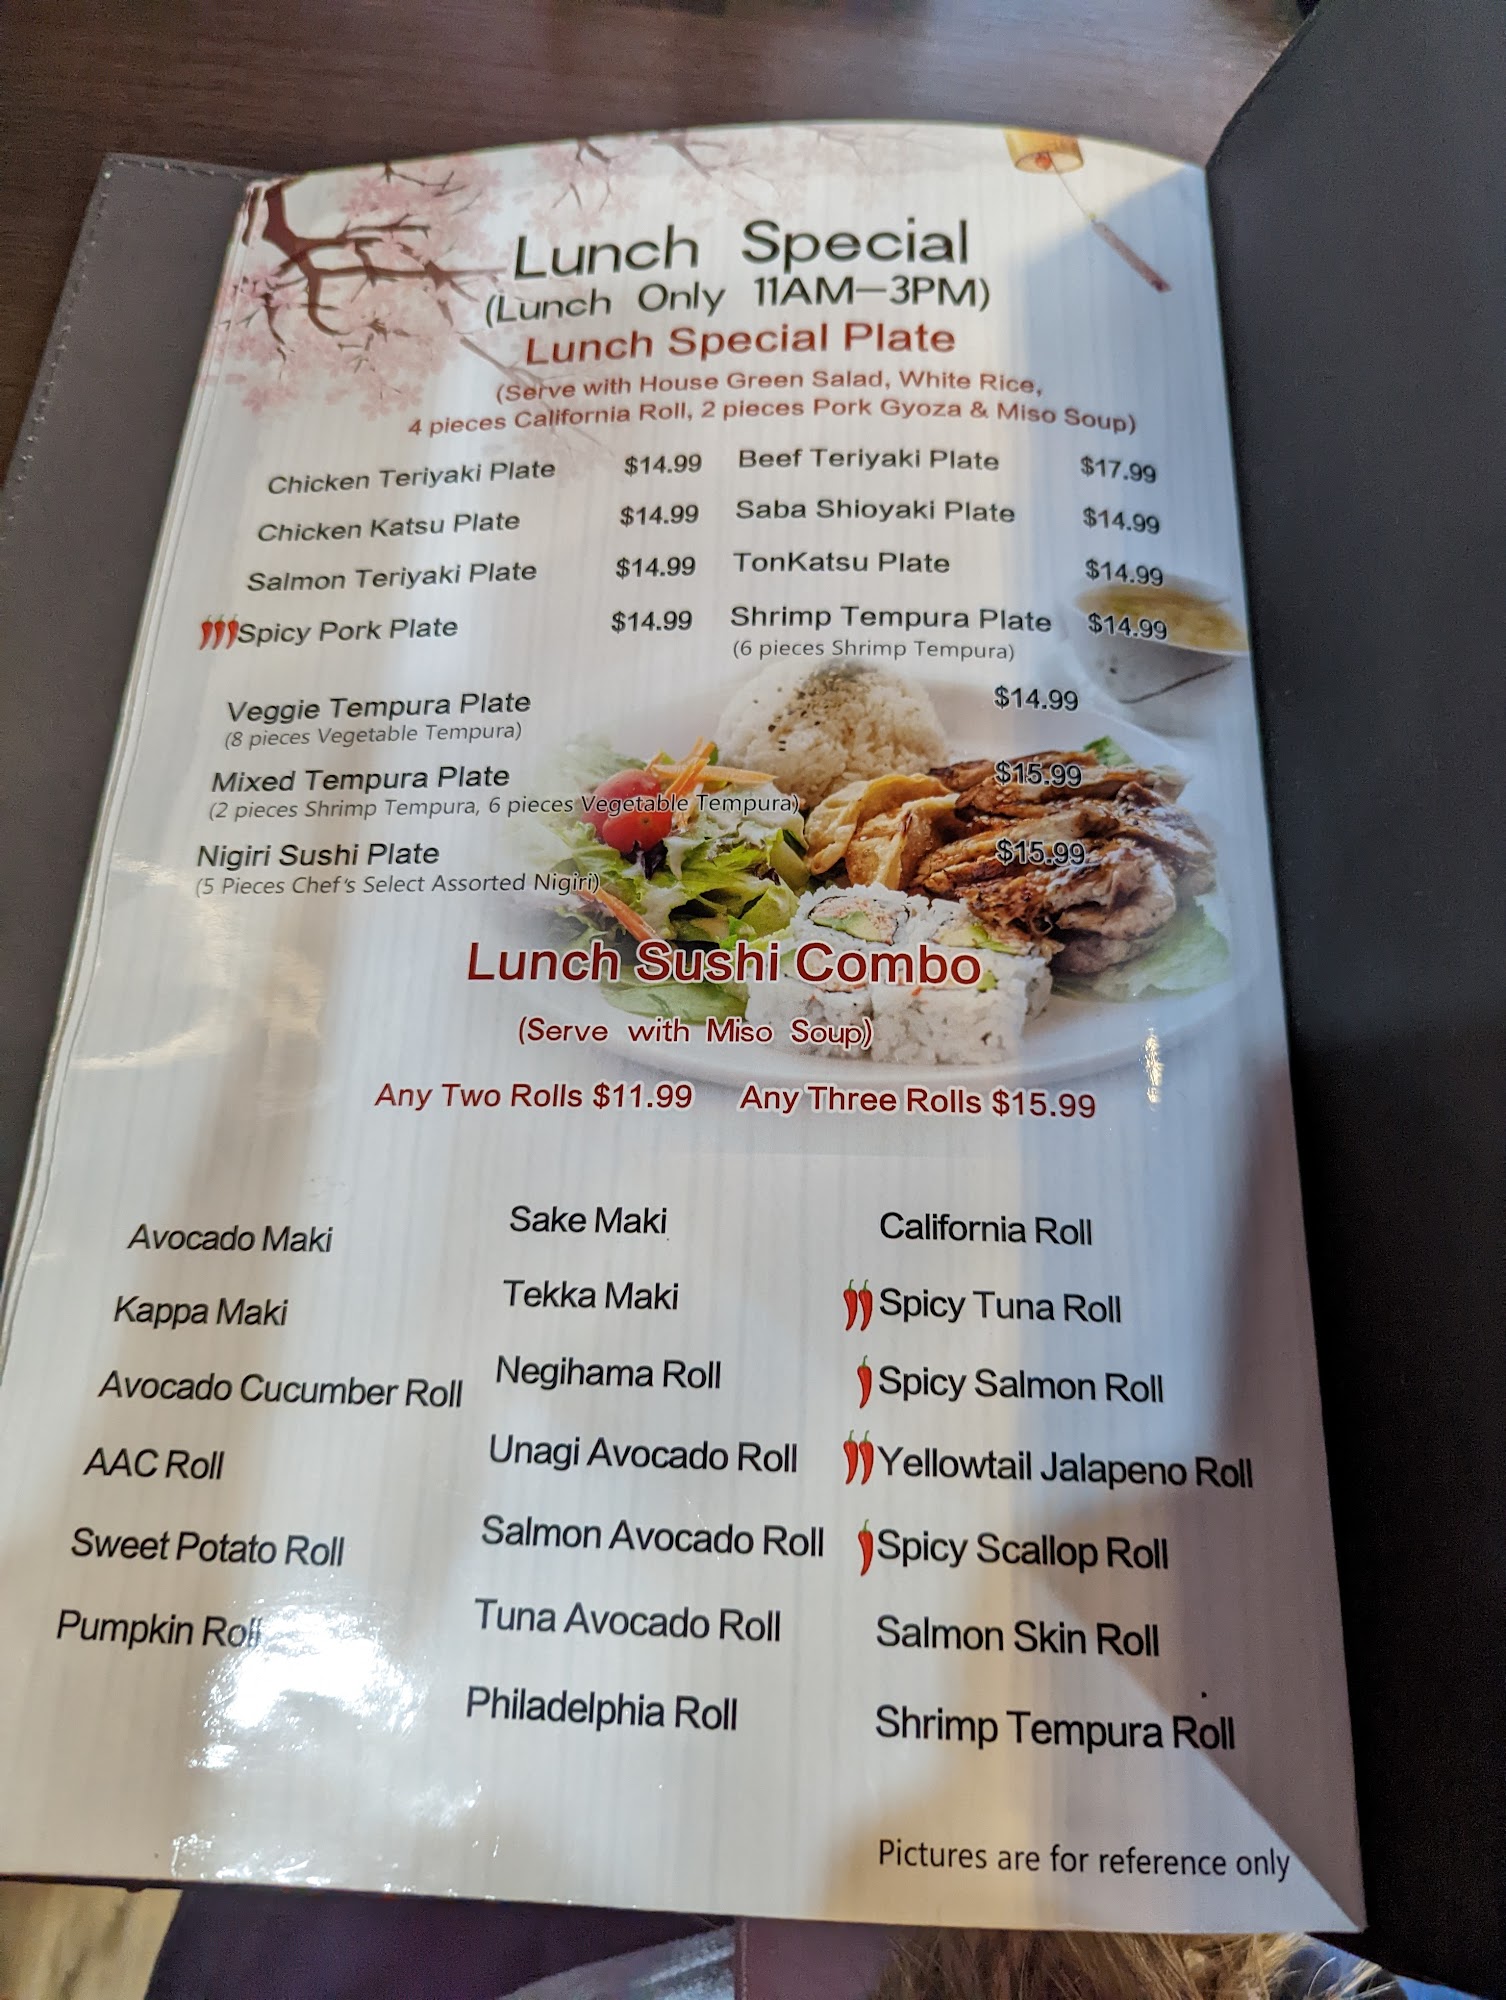 Lunch Special
(Lunch Only 11AM—3PM)
Lunch Special Plate
(Serve with House Green Salad, White Rice,
4 pieces California Roll, 2 pieces Pork Gyoza & Miso Soup)
Chicken Teriyaki Plate $14.99 Beef Teriyaki Plate $17.99
Chicken Katsu Plate $14.99 Saba Shioyaki Plate $14.99
Salmon Teriyaki Plate $14.99 TonKatsu Plate $14.99
Spicy Pork Plate $14.99 Shrimp Tempura Plate $14.99
(6 pieces Shrimp Tempura)
Veggie Tempura Plate $14.99
(8 pieces Vegetable Tempura)
Mixed Tempura Plate $15.99
(2 pieces Shrimp Tempura, 6 pieces Vegetable Tempura)
Nigiri Sushi Plate $15.99
(5 Pieces Chef's Select Assorted Nigiri)
Lunch Sushi Combo
(Serve with Miso Soup)
Any Two Rolls $11.99 Any Three Rolls $15.99
Avocado Maki
Kappa Maki
Avocado Cucumber Roll
AAC Roll
Sweet Potato Roll
Pumpkin Roll
Sake Maki
Tekka Maki
Negihama Roll
Unagi Avocado Roll
Salmon Avocado Roll
Tuna Avocado Roll
Philadelphia Roll
California Roll
Spicy Tuna Roll
Spicy Salmon Roll
Yellowtail Jalapeno Roll
Spicy Scallop Roll
Salmon Skin Roll
Shrimp Tempura Roll
Pictures are for reference only